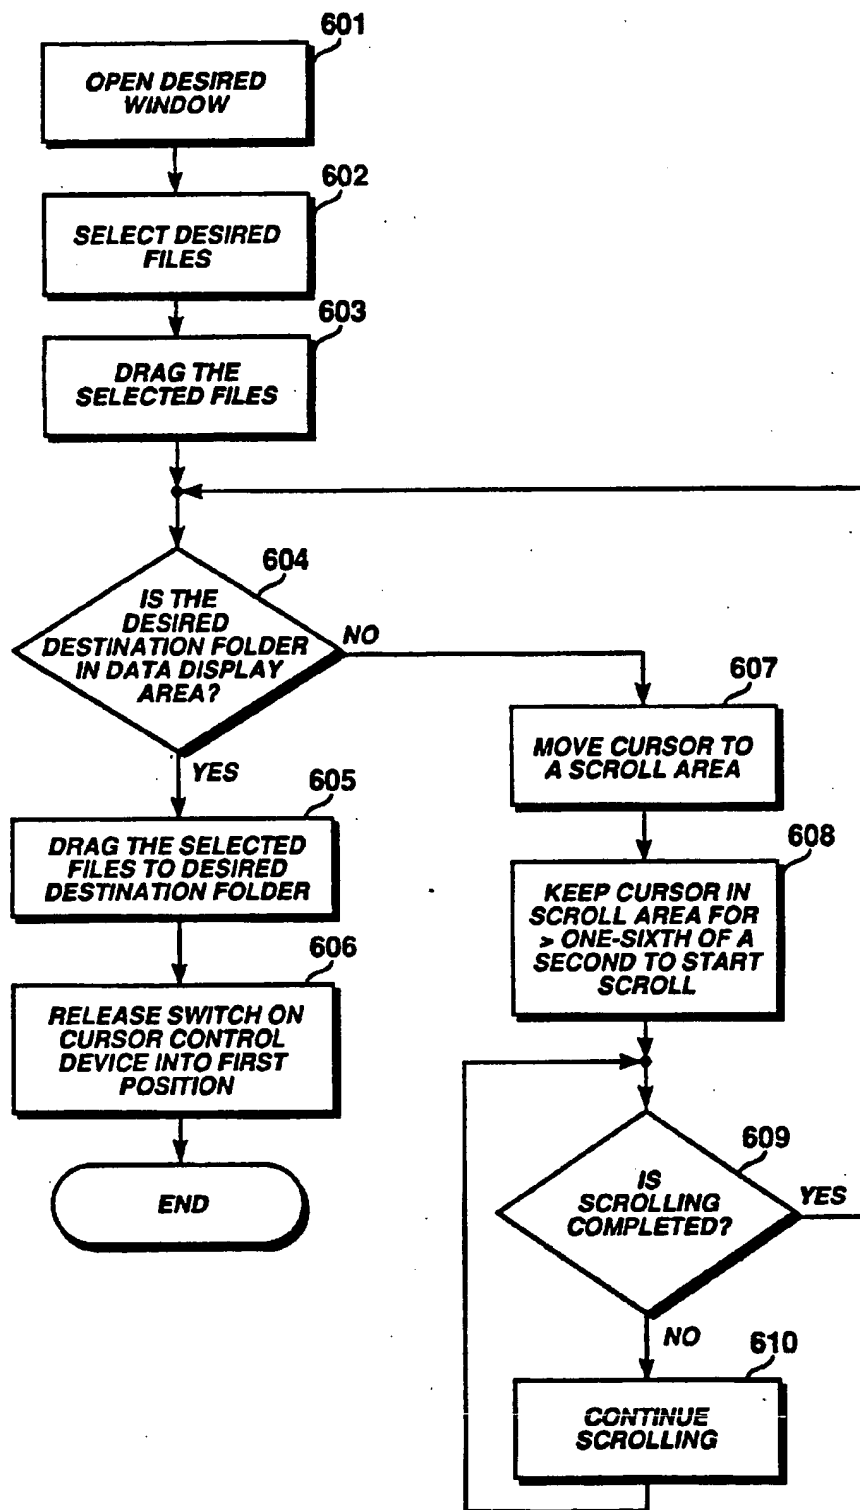 601
OPEN DESIRED
WINDOW
602
SELECT DESIRED
FILES
603
DRAG THE
SELECTED FILES
604
IS THE
DESIRED
DESTINATION FOLDER
IN DATA DISPLAY
AREA?
NO
YES
605
DRAG THE SELECTED
FILES TO DESIRED
DESTINATION FOLDER
606
RELEASE SWITCH ON
CURSOR CONTROL
DEVICE INTO FIRST
POSITION
END
607
MOVE CURSOR TO
A SCROLL AREA
608
KEEP CURSOR IN
SCROLL AREA FOR
> ONE-SIXTH OF A
SECOND TO START
SCROLL
609
IS
SCROLLING
COMPLETED?
YES
NO
610
CONTINUE
SCROLLING